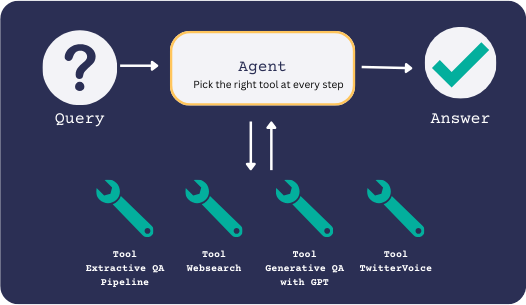 Agent
Pick the right tool at every step
Query
Answer
Tool
Extractive QA
Pipeline
Tool
Websearch
Tool
Generative QA
with GPT
Tool
TwitterVoice